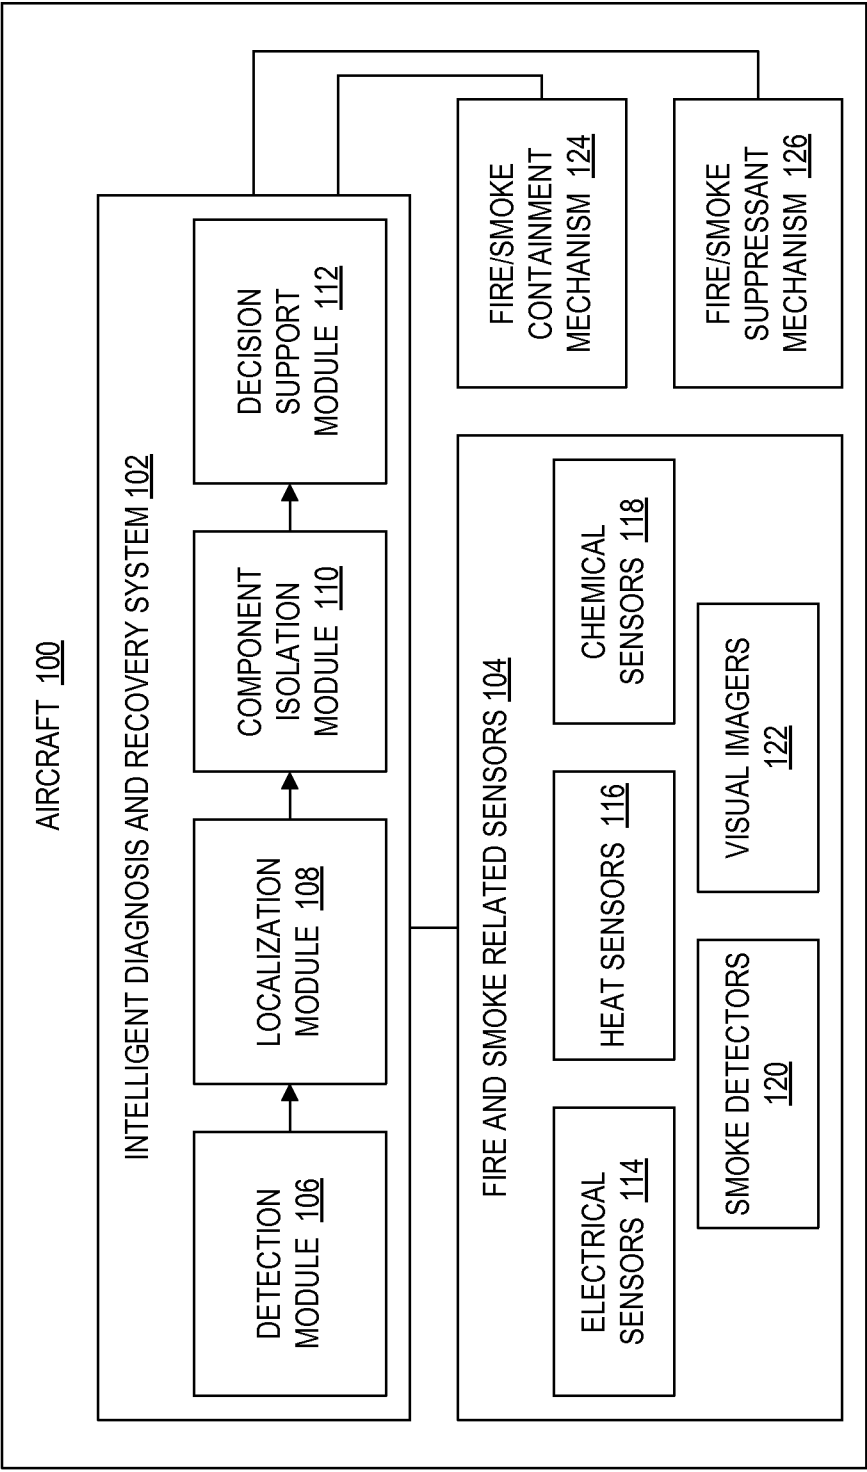 AIRCRAFT 100
INTELLIGENT DIAGNOSIS AND RECOVERY SYSTEM 102
DETECTION
MODULE 106
LOCALIZATION
MODULE 108
COMPONENT
ISOLATION
MODULE 110
DECISION
SUPPORT
MODULE 112
FIRE AND SMOKE RELATED SENSORS 104
ELECTRICAL
SENSORS 114
HEAT SENSORS 116
CHEMICAL
SENSORS 118
SMOKE DETECTORS
120
VISUAL IMAGERS
122
FIRE/SMOKE
CONTAINMENT
MECHANISM 124
FIRE/SMOKE
SUPPRESSANT
MECHANISM 126